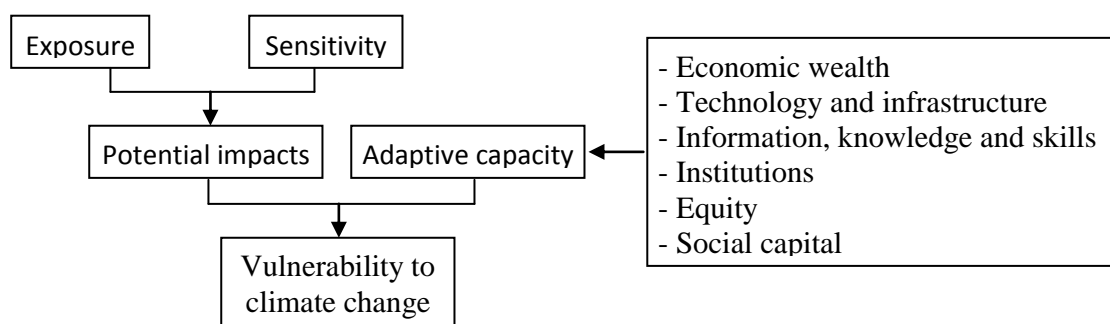 Exposure
Sensitivity
Potential impacts
Adaptive capacity
Vulnerability to
climate change
- Economic wealth
- Technology and infrastructure
- Information, knowledge and skills
- Institutions
- Equity
- Social capital